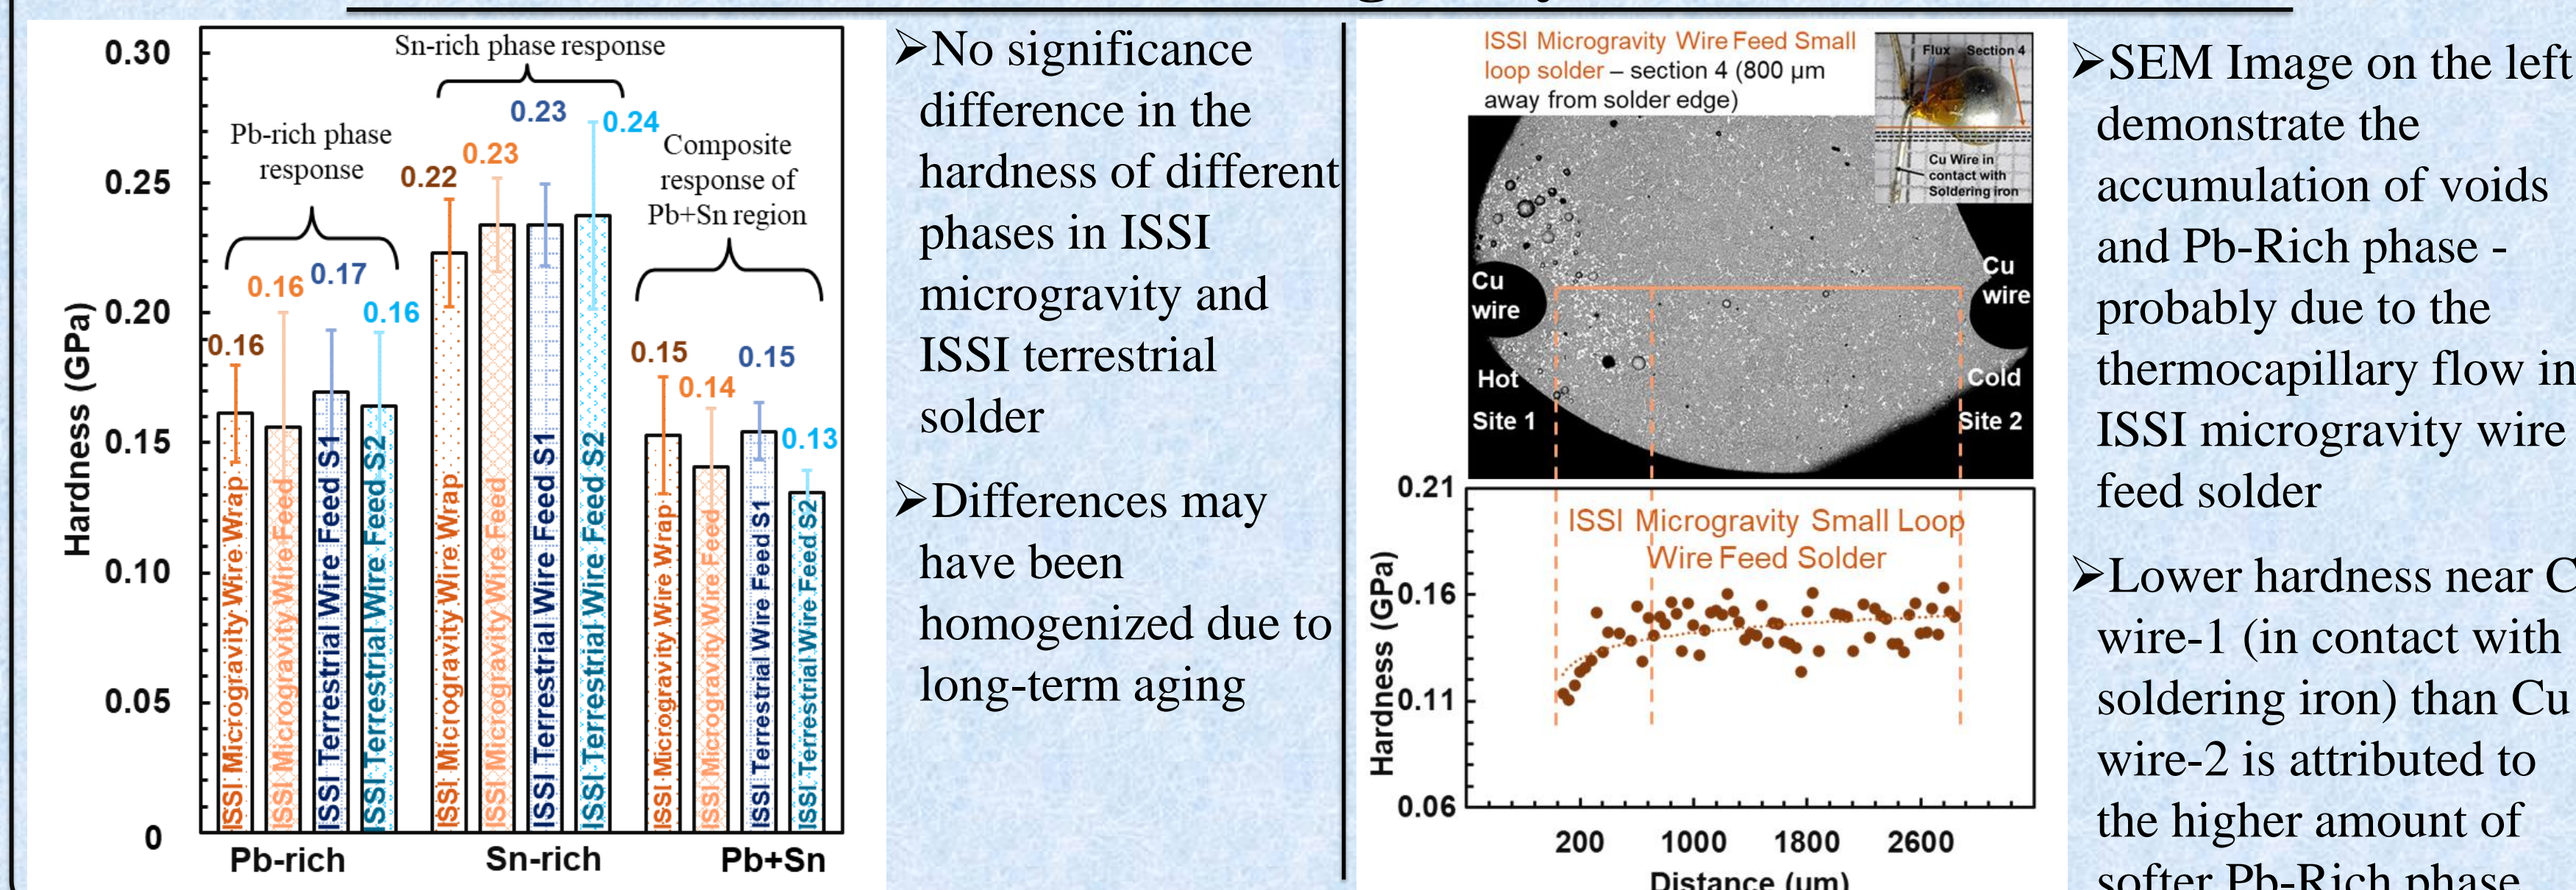 0.30
0.25
0.20
0.15
0.10
0.05
0
Hardness (GPa)
Pb-rich phase
response
Sn-rich phase response
Composite
response of
Pb+Sn region
0.16
0.16
0.17
0.16
0.22
0.23
0.23
0.24
0.15
0.14
0.15
0.13
ISSI Microgravity Wire Wrap
ISSI Microgravity Wire Feed
ISSI Terrestrial Wire Feed S1
ISSI Terrestrial Wire Feed S2
ISSI Microgravity Wire Wrap
ISSI Microgravity Wire Feed
ISSI Terrestrial Wire Feed S1
ISSI Terrestrial Wire Feed S2
ISSI Microgravity Wire Wrap
ISSI Microgravity Wire Feed
ISSI Terrestrial Wire Feed S1
ISSI Terrestrial Wire Feed S2
Pb-rich
Sn-rich
Pb+Sn
➢No significance
difference in the
hardness of different
phases in ISSI
microgravity and
ISSI terrestrial
solder
➢Differences may
have been
homogenized due to
long-term aging
ISSI Microgravity Wire Feed Small
loop solder – section 4 (800 µm
away from solder edge)
Flux Section 4
Cu Wire in
contact with
Soldering iron
Cu
wire
Cu
wire
Hot
Cold
Site 1
Site 2
0.21
0.16
0.11
0.06
Hardness (GPa)
ISSI Microgravity Small Loop
Wire Feed Solder
200 1000 1800 2600
Distance (um)
➢SEM Image on the left
demonstrate the
accumulation of voids
and Pb-Rich phase -
probably due to the
thermocapillary flow in
ISSI microgravity wire
feed solder
➢Lower hardness near
wire-1 (in contact with
soldering iron) than Cu
wire-2 is attributed to
the higher amount of
softer Pb-Rich phase